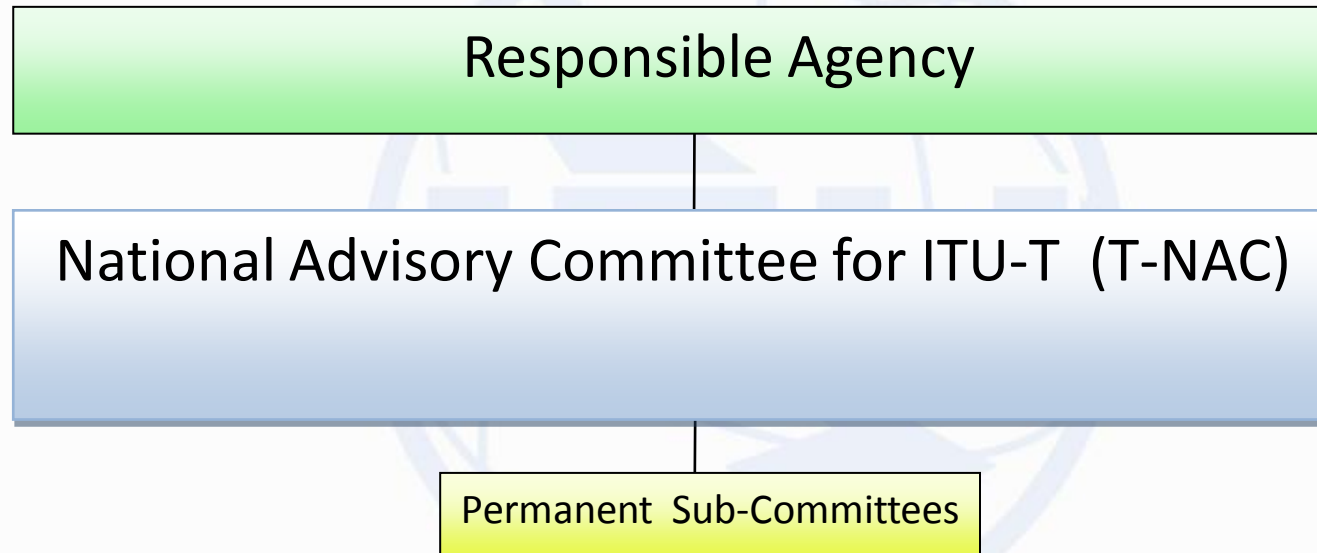 Responsible Agency
National Advisory Committee for ITU-T (T-NAC)
Permanent Sub-Committees